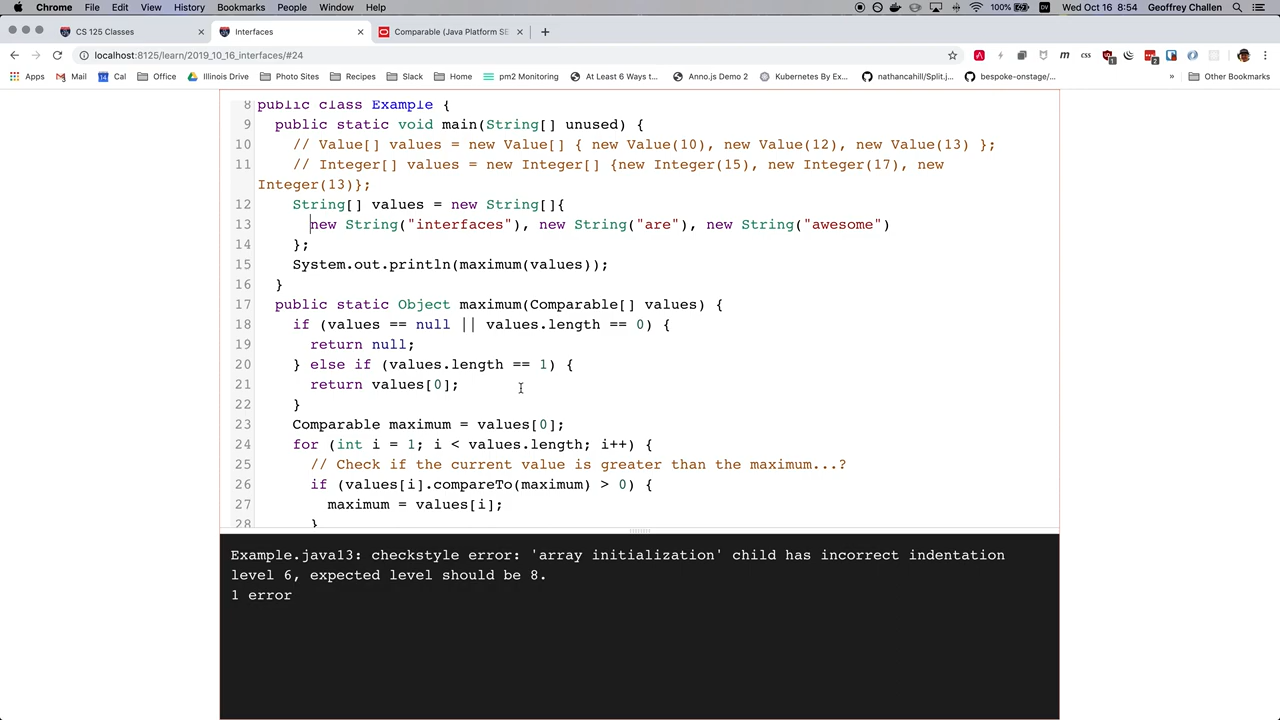 Chrome File Edit View History Bookmarks People Window Help 100% DV Wed Oct 16 8:54 Geoffrey Challen
CS 125 Classes Interfaces Comparable (Java Platform SE
localhost:8125/learn/2019_10_16_interfaces/#24
Apps Mail Cal Office Illinois Drive Photo Sites Recipes Slack Home pm2 Monitoring At Least 6 Ways t... Anno.js Demo 2 Kubernetes By Ex... nathancahill/Split.j... bespoke-onstage/... » Other Bookmarks
8 public class Example {
9 public static void main(String[] unused) {
10 // Value[] values = new Value[] { new Value(10), new Value(12), new Value(13) };
11 // Integer[] values = new Integer[] {new Integer(15), new Integer(17), new
Integer(13)};
12 String[] values = new String[]{
13 new String("interfaces"), new String("are"), new String("awesome")
14 };
15 System.out.println(maximum(values));
16 }
17 public static Object maximum(Comparable[] values) {
18 if (values == null || values.length == 0) {
19 return null;
20 } else if (values.length == 1) {
21 return values[0];
22 }
23 Comparable maximum = values[0];
24 for (int i = 1; i < values.length; i++) {
25 // Check if the current value is greater than the maximum...?
26 if (values[i].compareTo(maximum) > 0) {
27 maximum = values[i];
28 }
Example.java13: checkstyle error: 'array initialization' child has incorrect indentation
level 6, expected level should be 8.
1 error